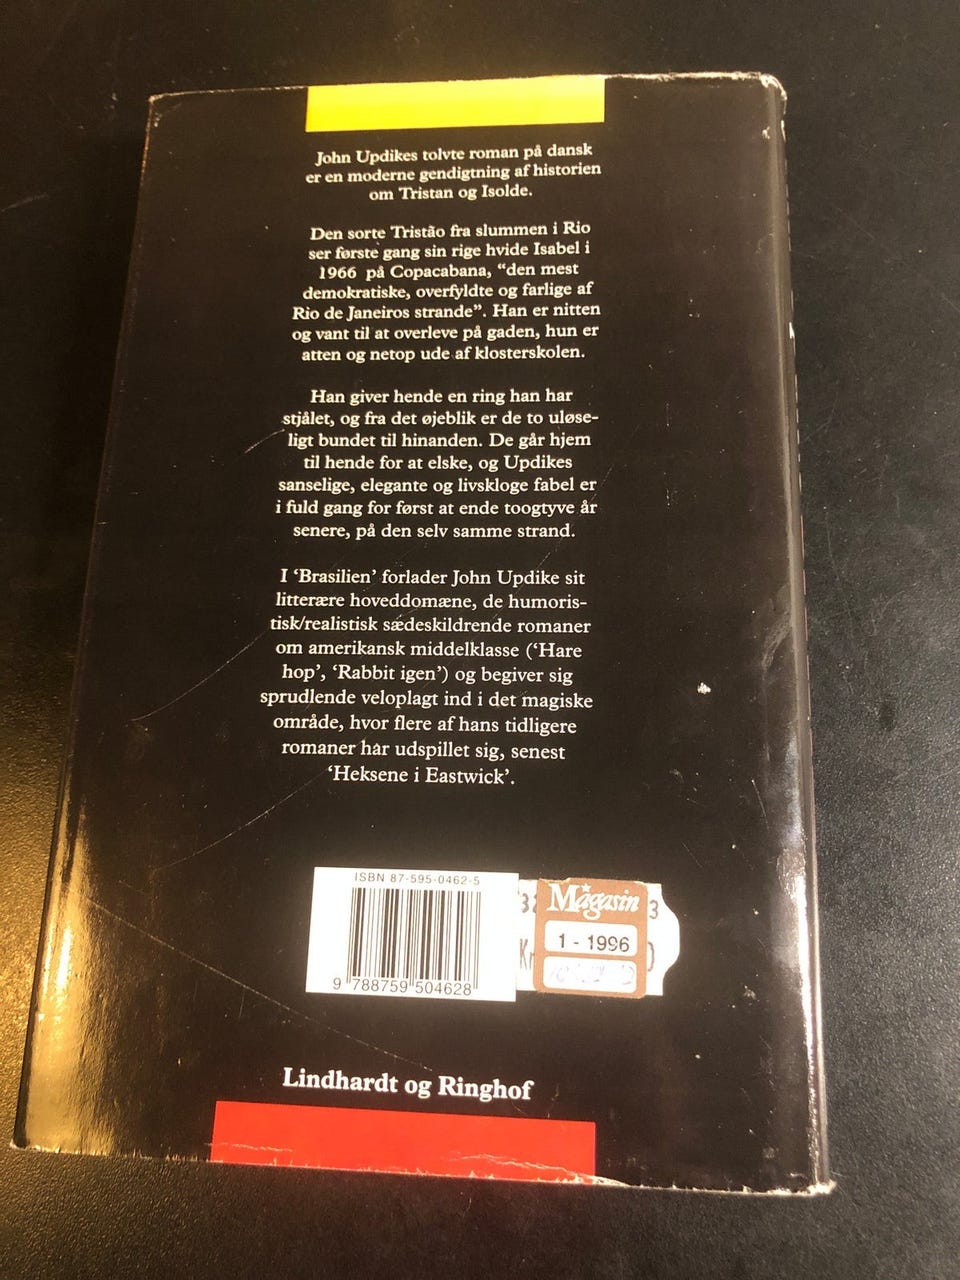 John Updikes tolvte roman på dansk
er en moderne gendigtning af historien
om Tristan og Isolde.
Den sorte Tristão fra slummen i Rio
ser første gang sin rige hvide Isabel i
1966 på Copacabana, “den mest
demokratiske, overfyldte og farlige af
Rio de Janeiros strande”. Han er nitten
og vant til at overleve på gaden, hun er
atten og netop ude af klosterskolen.
Han giver hende en ring han har
stjålet, og fra det øjeblik er de to uløse-
ligt bundet til hinanden. De går hjem
til hende for at elske, og Updikes
sanselige, elegante og livskloge fabel er
i fuld gang for først at ende toogtyve år
senere, på den selv samme strand.
I ‘Brasilien’ forlader John Updike sit
litterære hoveddomæne, de humoris-
tisk/realistisk sædeskildrende romaner
om amerikansk middelklasse (‘Hare
hop’, ‘Rabbit igen’) og begiver sig
sprudlende veloplagt ind i det magiske
område, hvor flere af hans tidligere
romaner har udspillet sig, senest
‘Heksene i Eastwick’.
ISBN 87-595-0462-5
9 788759 504628
Magasin
1 - 1996
Lindhardt og Ringhof